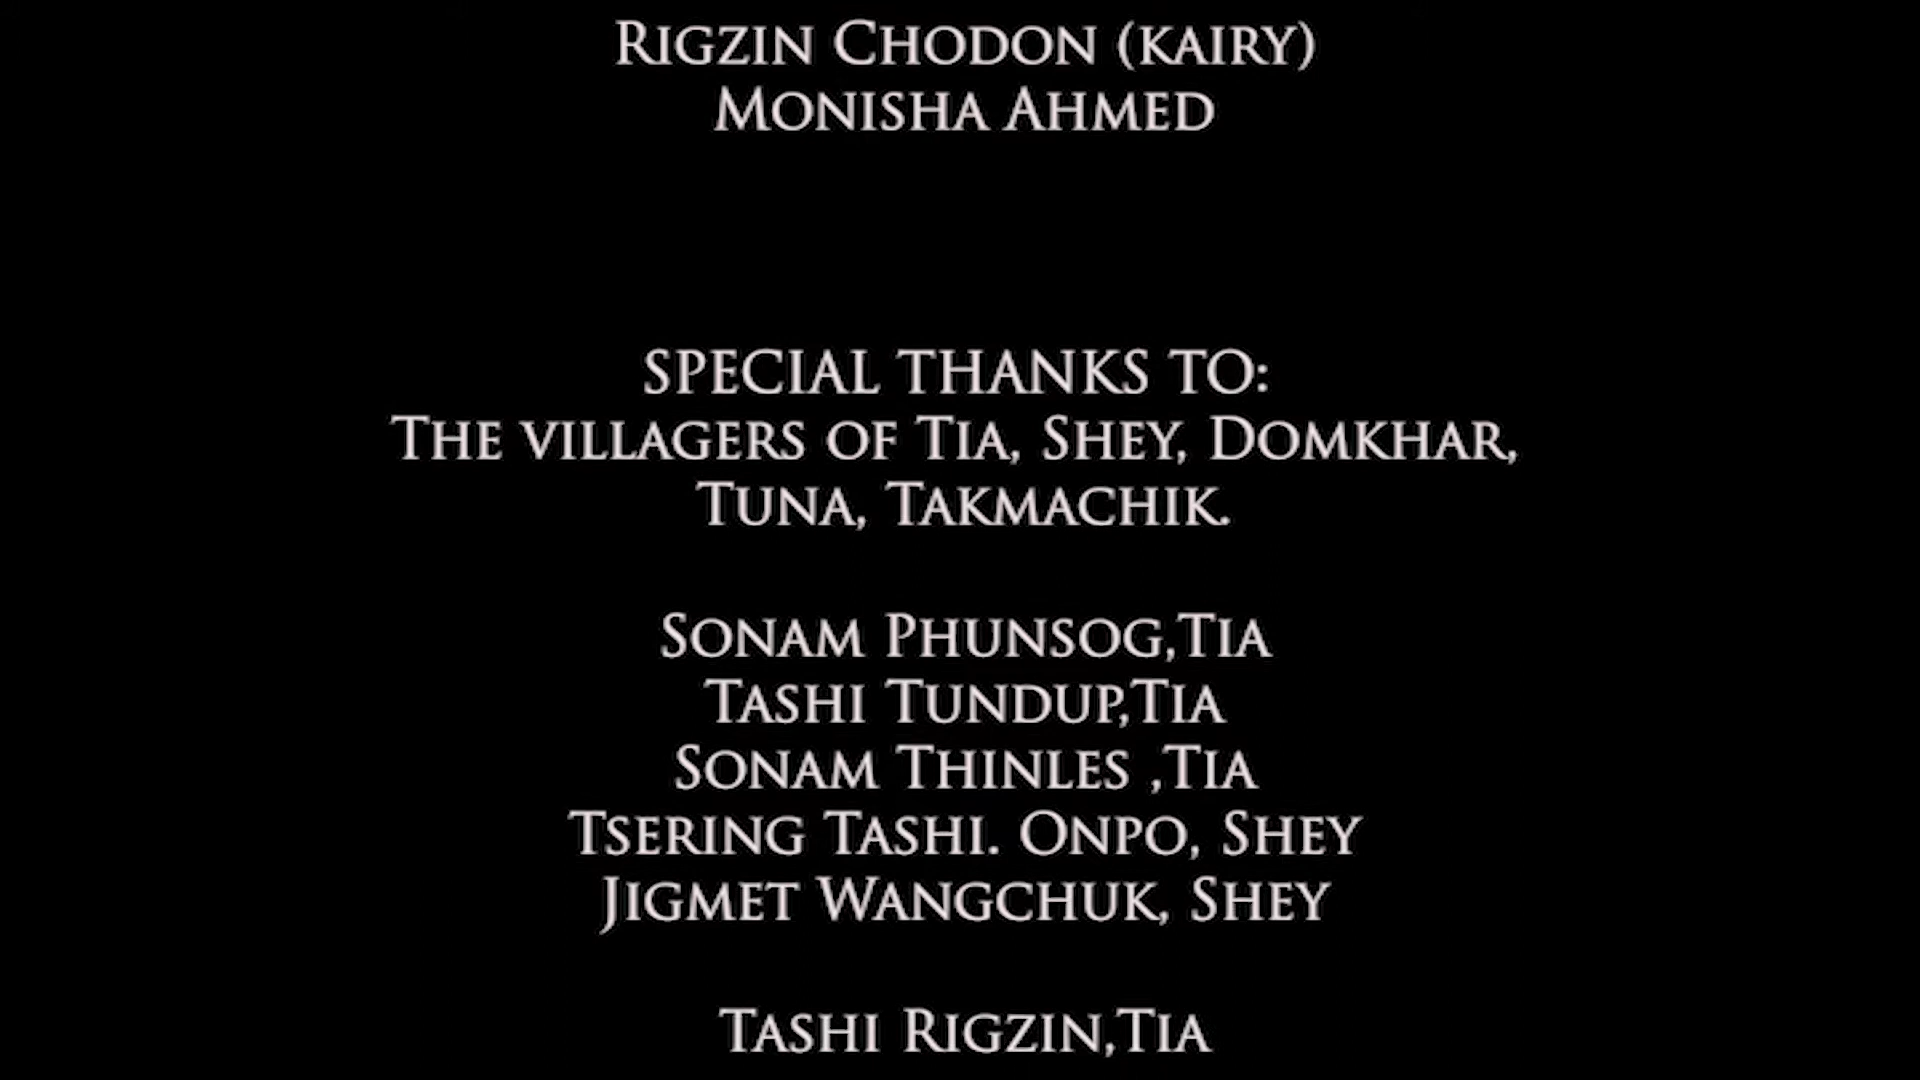 Rigzin Chodon (kairy)
Monisha Ahmed
SPECIAL THANKS TO:
The villagers of Tia, Shey, Domkhar,
Tuna, Takmachik.
Sonam Phunsog,Tia
Tashi Tundup,Tia
Sonam Thinles ,Tia
Tsering Tashi. Onpo, Shey
Jigmet Wangchuk, Shey
Tashi Rigzin,Tia